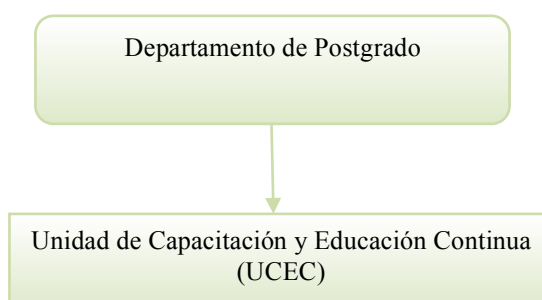 Departamento de Postgrado
Unidad de Capacitación y Educación Continua
(UCEC)